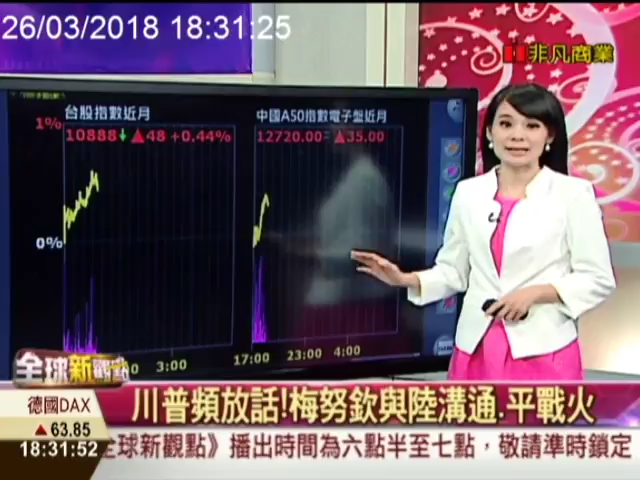 26/03/2018 18:31:25
非凡商業
台股指數近月
中國A50指數電子盤近月
1%
10888↓ ▲48 +0.44%
12720.00= ▲35.00
0%
3:00
17:00 23:00 4:00
全球新觀點
德國DAX
▲63.85
18:31:52
川普頻放話!梅努欽與陸溝通.平戰火
全球新觀點》播出時間為六點半至七點，敬請準時鎖定